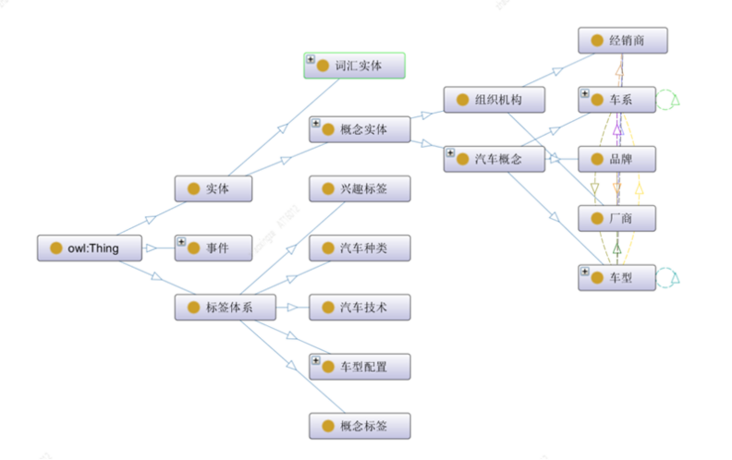 经销商
词汇实体
组织机构
车系
概念实体
汽车概念
品牌
实体
兴趣标签
厂商
owl:Thing
事件
汽车种类
车型
标签体系
汽车技术
车型配置
概念标签